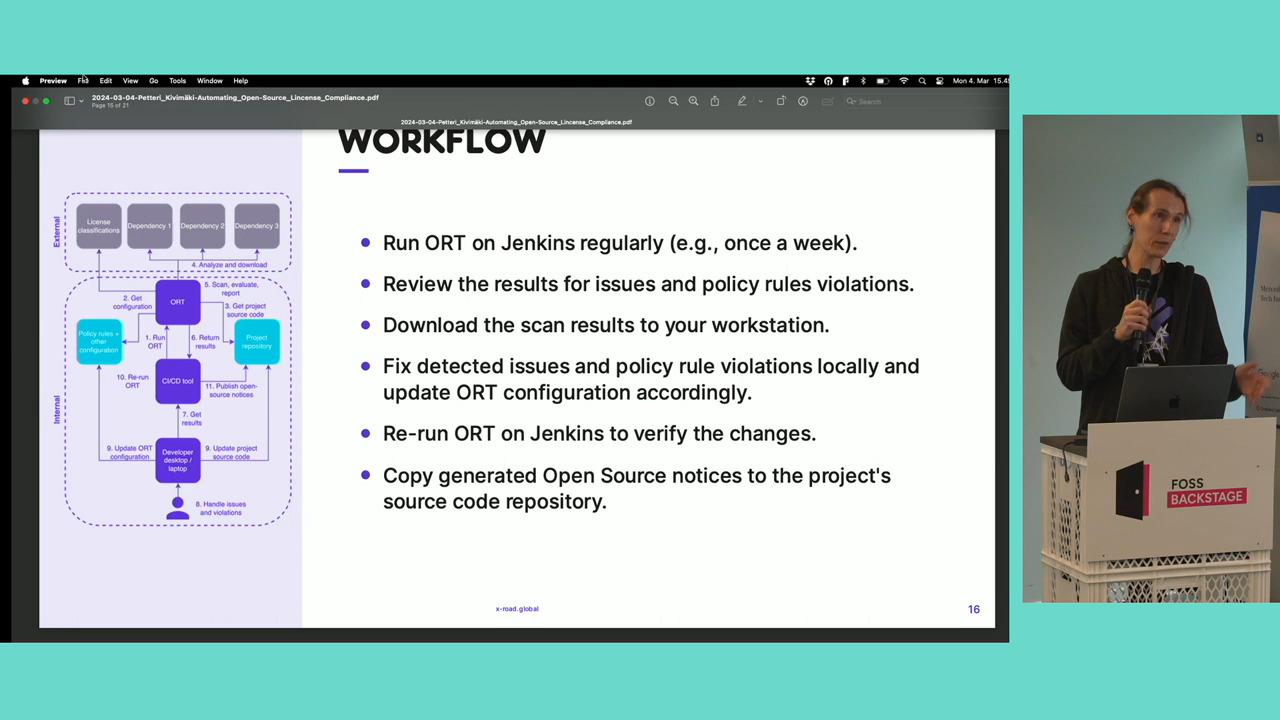 Preview File Edit View Go Tools Window Help
Mon 4. Mar 15.4
2024-03-04-Petteri_Kivimäki-Automating_Open-Source_Lincense_Compliance.pdf
Page 15 of 21
Search
2024-03-04-Petteri_Kivimäki-Automating_Open-Source_Lincense_Compliance.pdf
WORKFLOW
External
License classifications
Dependency 1
Dependency 2
Dependency 3
4. Analyze and download
5. Scan, evaluate, report
2. Get configuration
ORT
3. Get project source code
Policy rules + other configuration
1. Run ORT
6. Return results
Project repository
Internal
10. Re-run ORT
CI/CD tool
11. Publish open-source notices
7. Get results
9. Update ORT configuration
Developer desktop / laptop
9. Update project source code
8. Handle issues and violations
• Run ORT on Jenkins regularly (e.g., once a week).
• Review the results for issues and policy rules violations.
• Download the scan results to your workstation.
• Fix detected issues and policy rule violations locally and
update ORT configuration accordingly.
• Re-run ORT on Jenkins to verify the changes.
• Copy generated Open Source notices to the project's
source code repository.
x-road.global
16
FOSS
BACKSTAGE